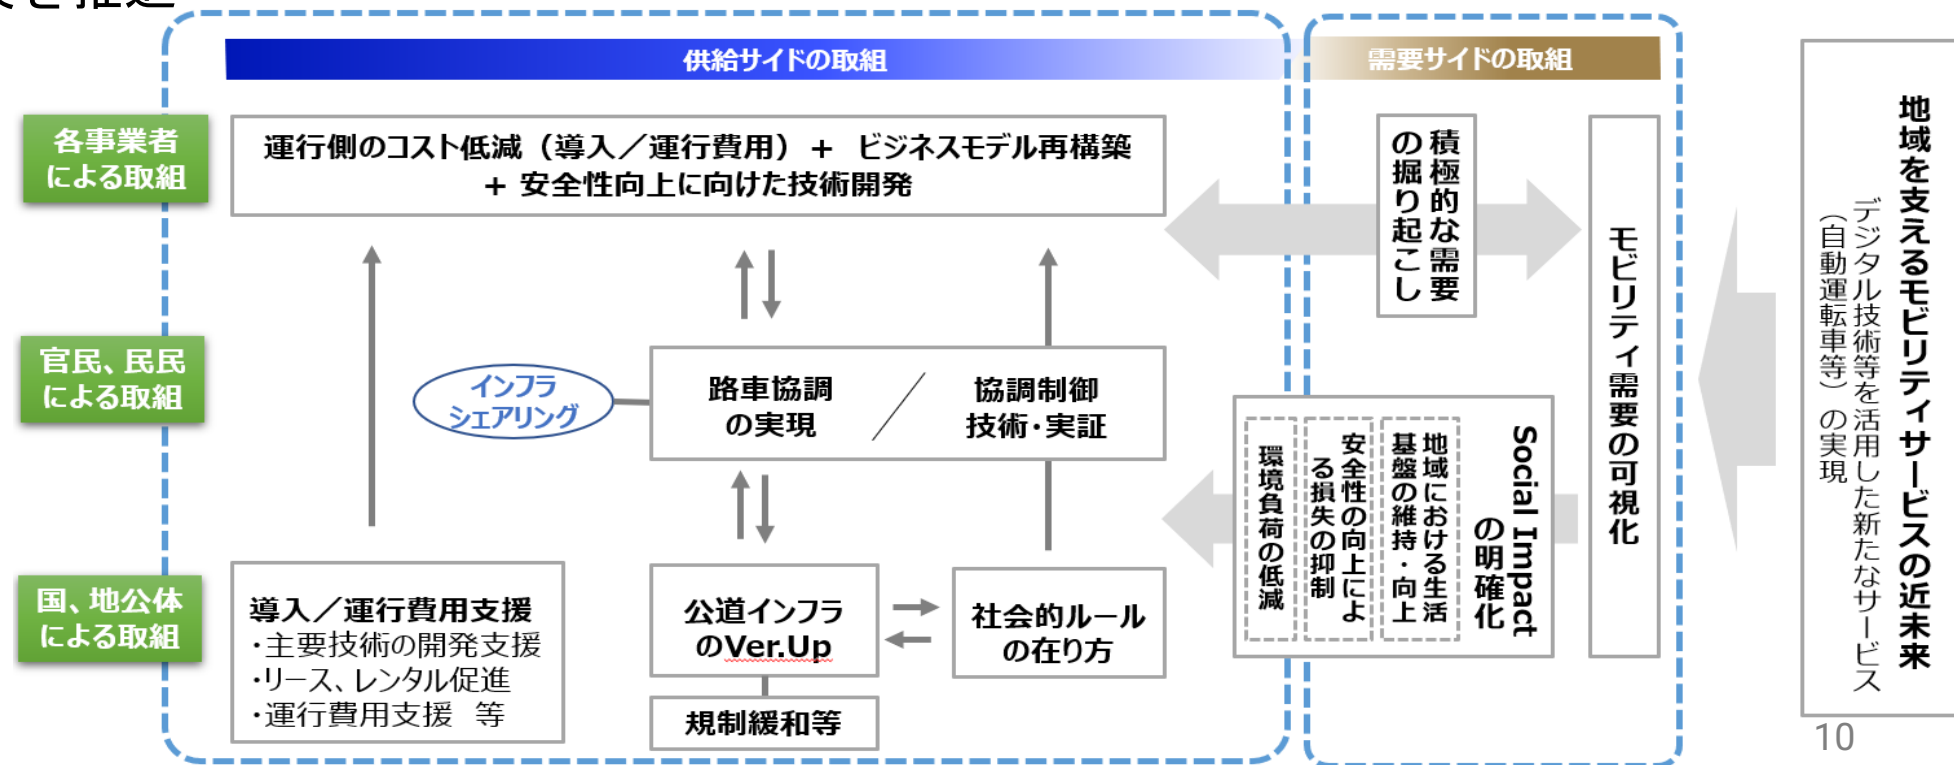 を推進
供給サイドの取組
需要サイドの取組
各事業者
による取組
運行側のコスト低減（導入／運行費用）+ ビジネスモデル再構築
+ 安全性向上に向けた技術開発
積極的な需要
の掘り起こし
モビリティ需要の可視化
地域を支えるモビリティサービスの近未来
デジタル技術等を活用した新たなサービス
（自動運転車等）の実現
官民、民民
による取組
インフラ
シェアリング
路車協調
の実現
／
協調制御
技術・実証
Social Impact
の明確化
地域における生活
基盤の維持・向上
安全性の向上によ
る損失の抑制
環境負荷の低減
国、地公体
による取組
導入／運行費用支援
・主要技術の開発支援
・リース、レンタル促進
・運行費用支援　等
公道インフラ
のVer.Up
社会的ルール
の在り方
規制緩和等
10